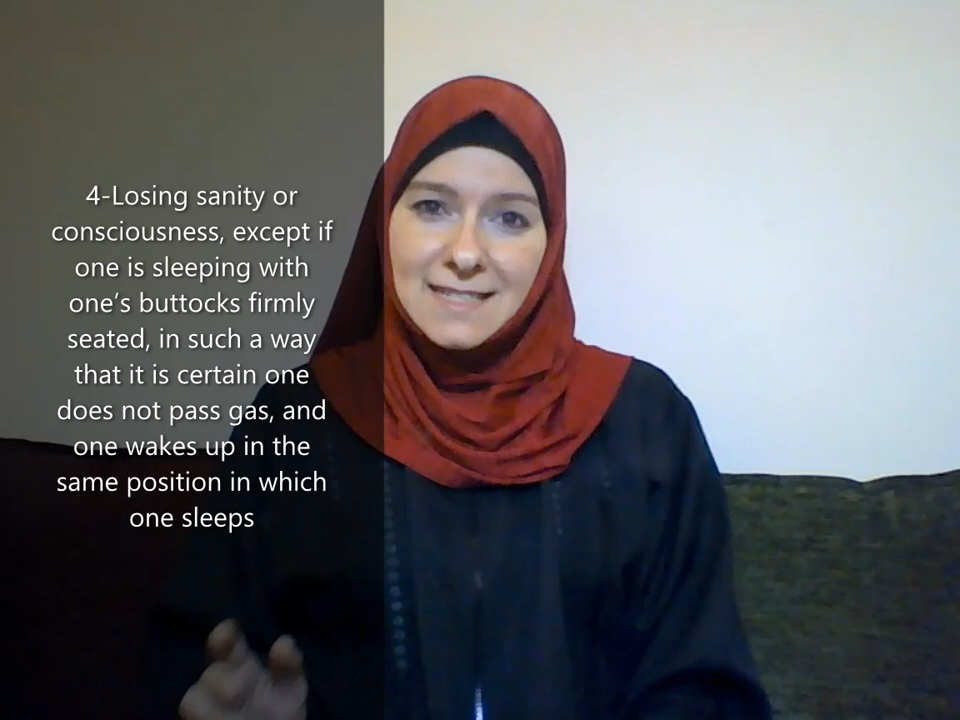 4-Losing sanity or
consciousness, except if
one is sleeping with
one's buttocks firmly
seated, in such a way
that it is certain one
does not pass gas, and
one wakes up in the
same position in which
one sleeps